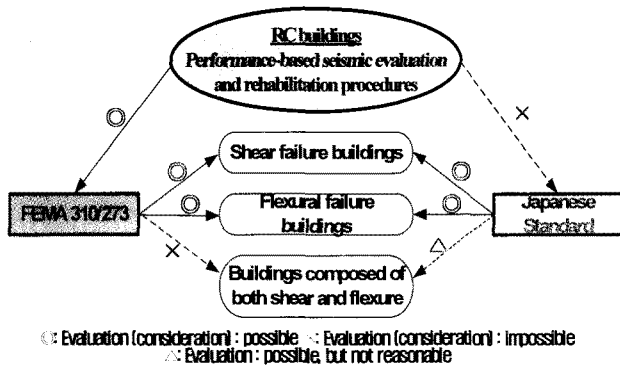 RC buildings
Performance-based seismic evaluation
and rehabilitation procedures
◎
×
Shear failure buildings
◎
◎
FEMA 310/273
◎
Flexural failure
buildings
◎
Japanese
Standard
×
△
Buildings composed of
both shear and flexure
◎: Evaluation (consideration) : possible ×: Evaluation (consideration) : impossible
△: Evaluation : possible, but not reasonable